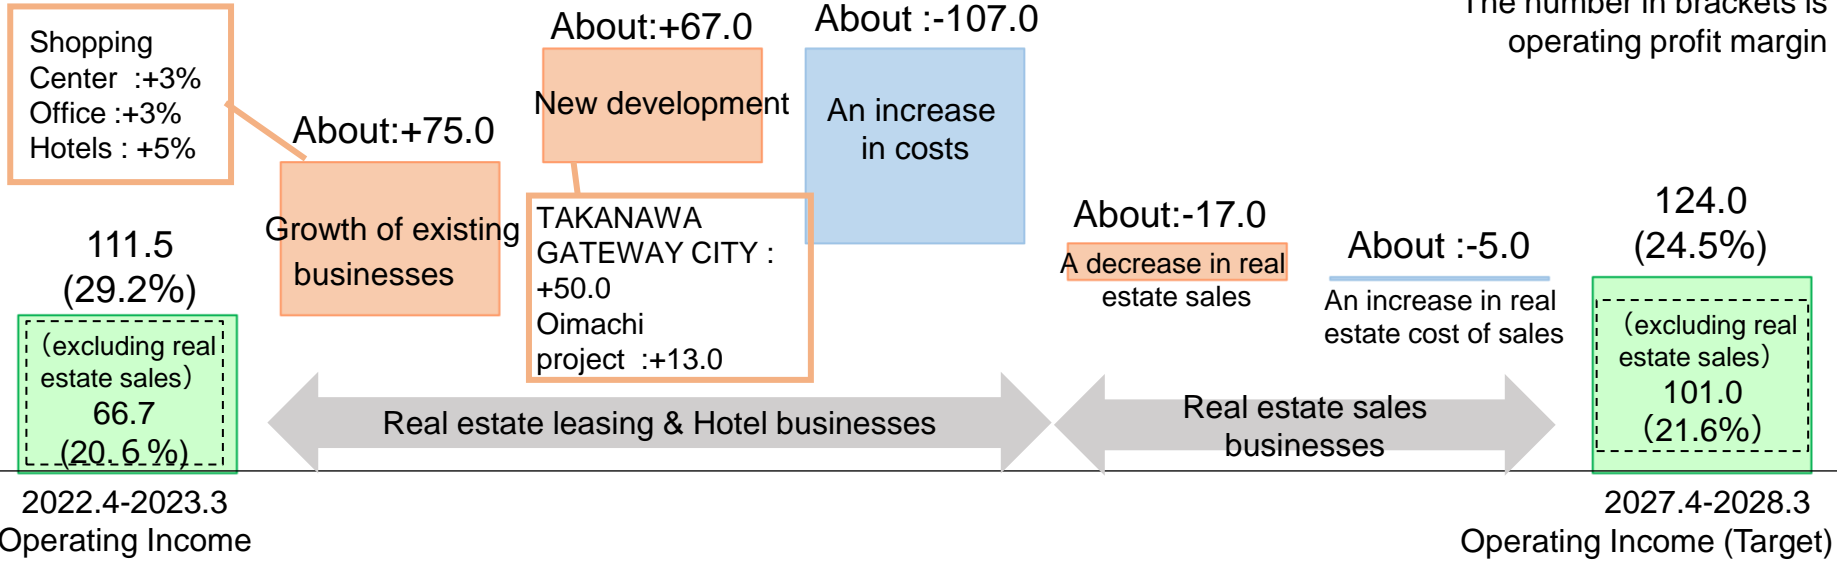 The number in brackets is
operating profit margin
Shopping
Center :+3%
Office :+3%
Hotels : +5%
About:+75.0
Growth of existing
businesses
About:+67.0
New development
TAKANAWA
GATEWAY CITY :
+50.0
Oimachi
project :+13.0
About :-107.0
An increase
in costs
About:-17.0
A decrease in real
estate sales
About :-5.0
An increase in real
estate cost of sales
111.5
(29.2%)
（excluding real
estate sales）
66.7
(20.6%)
124.0
(24.5%)
（excluding real
estate sales）
101.0
（21.6%）
Real estate leasing & Hotel businesses
Real estate sales
businesses
2022.4-2023.3
Operating Income
2027.4-2028.3
Operating Income (Target)